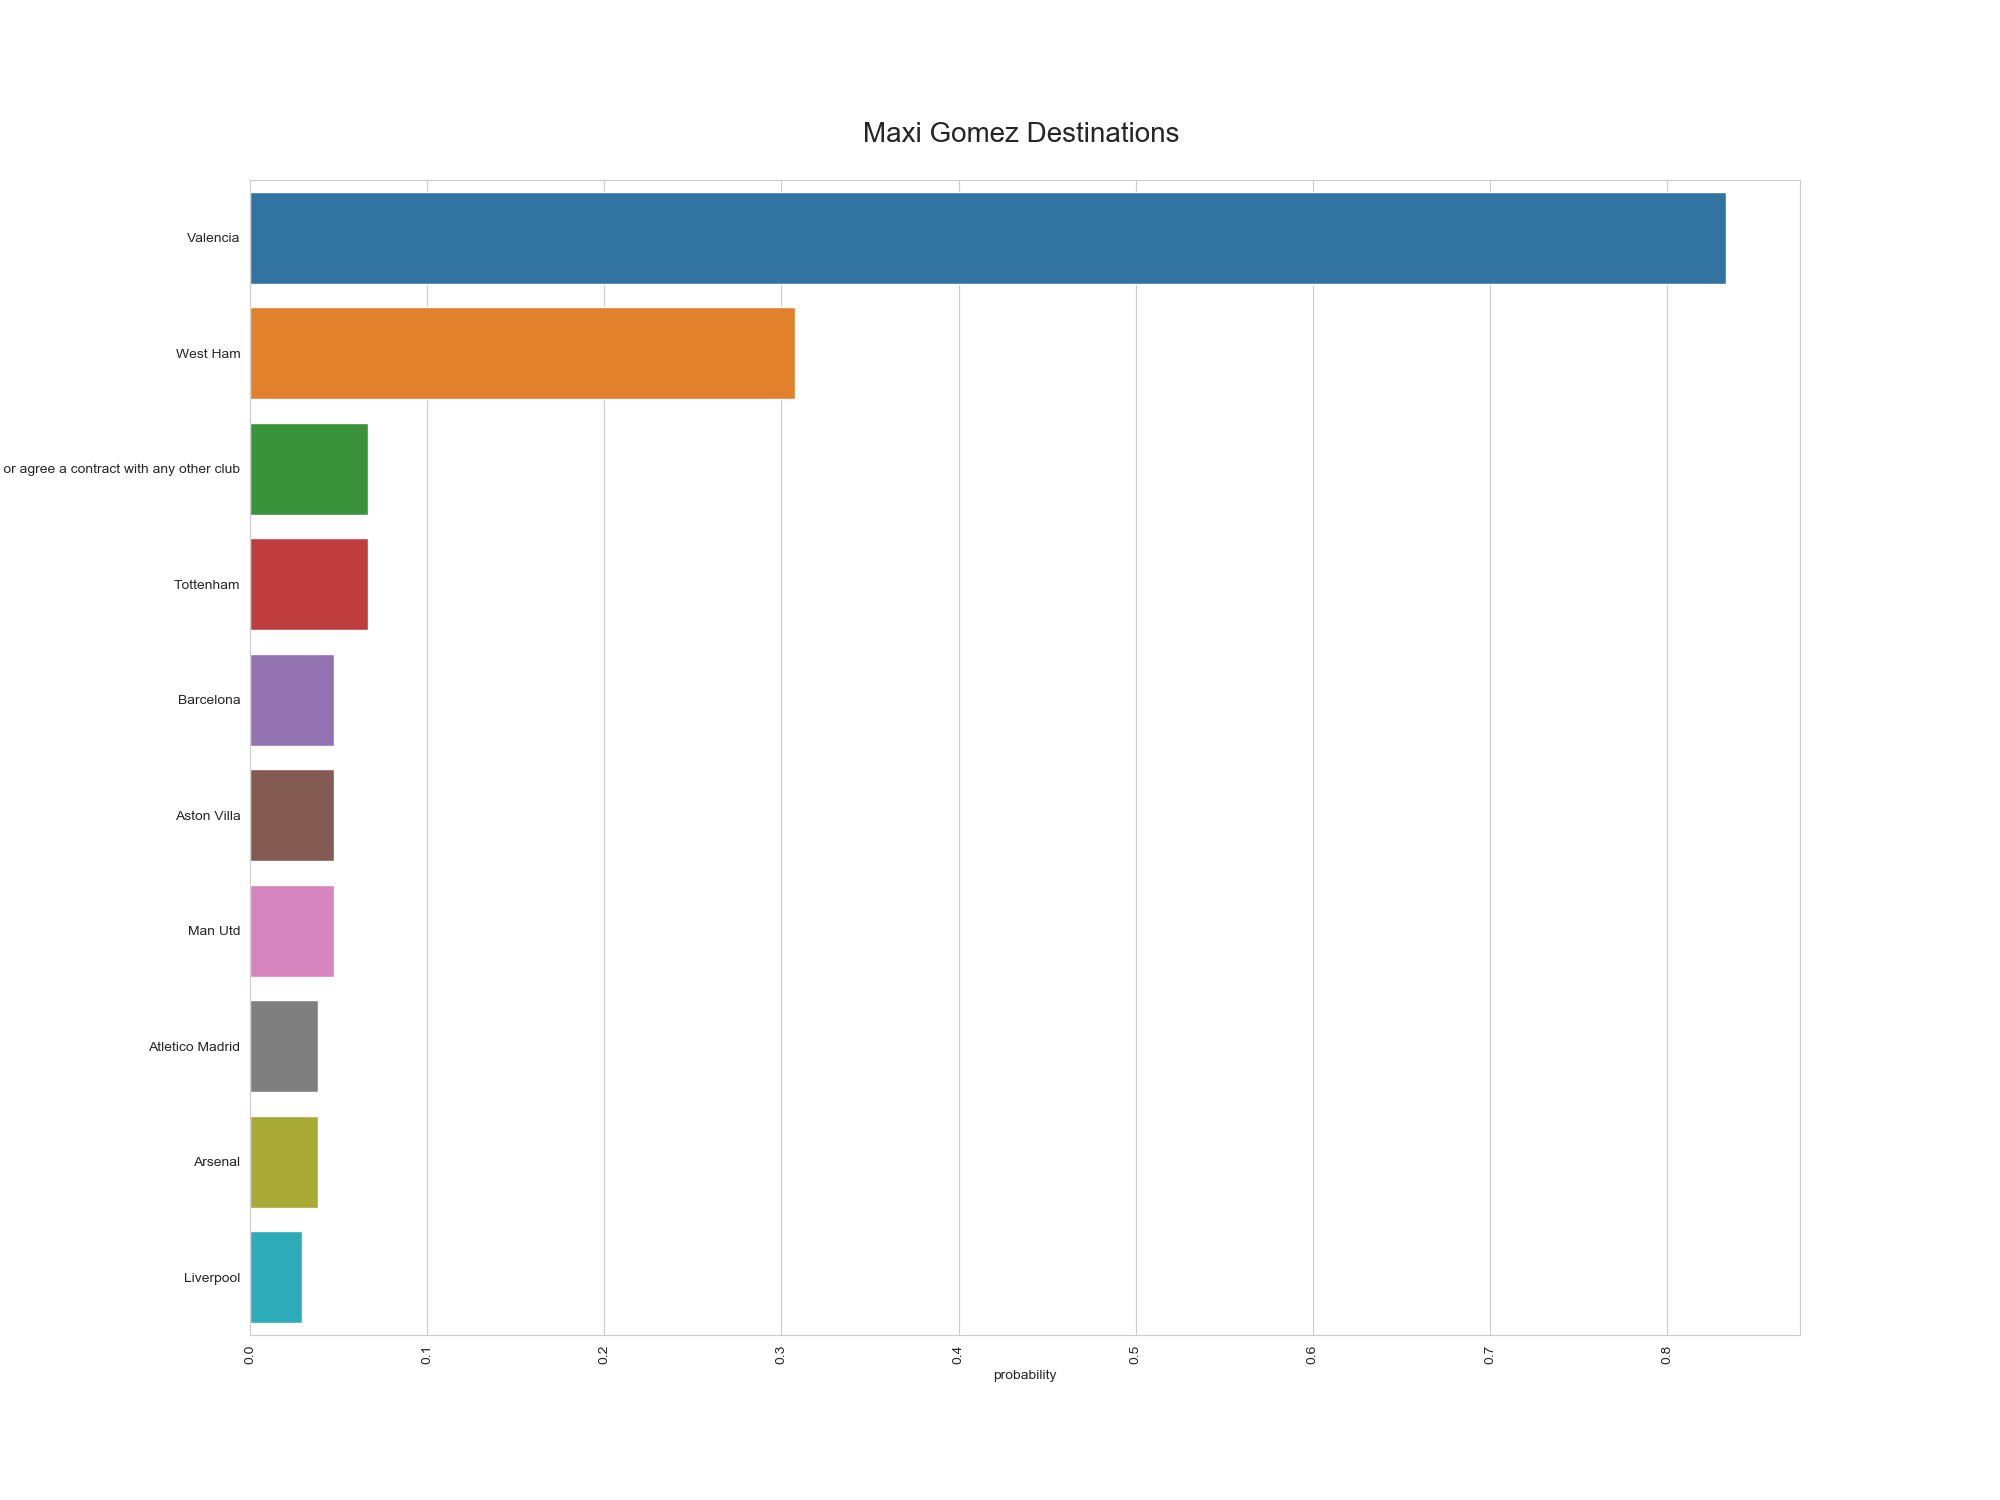 Maxi Gomez Destinations
Valencia
West Ham
or agree a contract with any other club
Tottenham
Barcelona
Aston Villa
Man Utd
Atletico Madrid
Arsenal
Liverpool
0.0 0.1 0.2 0.3 0.4 0.5 0.6 0.7 0.8
probability